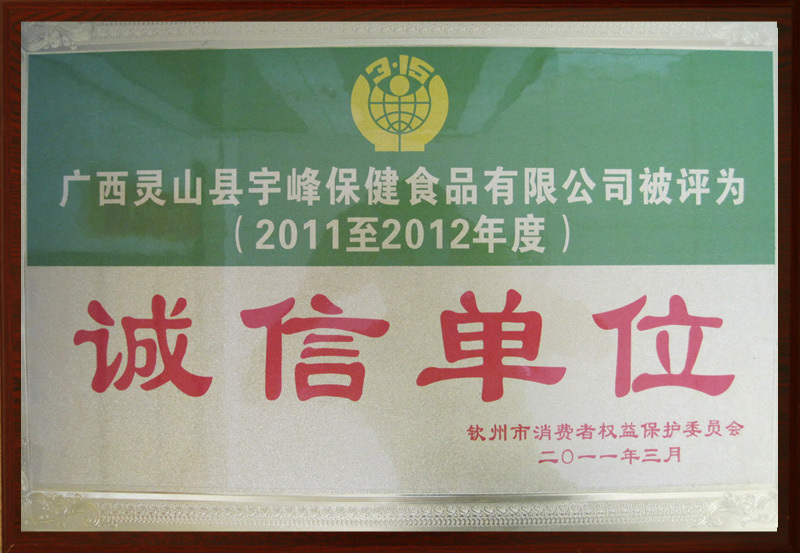 3·15
广西灵山县宇峰保健食品有限公司被评为
（2011至2012年度）
诚信单位
钦州市消费者权益保护委员会
二〇一一年三月